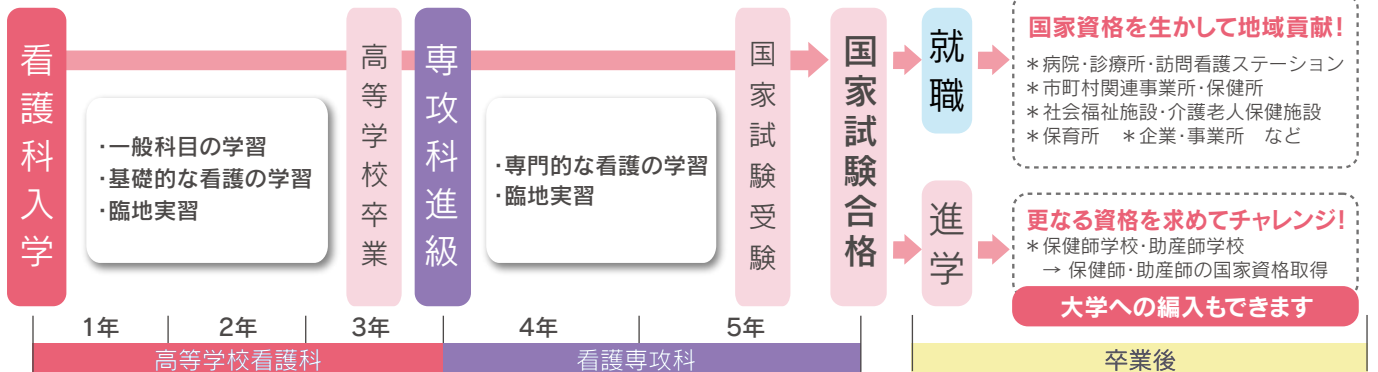 看護科入学
・一般科目の学習
・基礎的な看護の学習
・臨地実習
高等学校卒業
専攻科進級
・専門的な看護の学習
・臨地実習
国家試験受験
国家試験合格
就職
国家資格を生かして地域貢献!
＊病院・診療所・訪問看護ステーション
＊市町村関連事業所・保健所
＊社会福祉施設・介護老人保健施設
＊保育所　＊企業・事業所　など
進学
更なる資格を求めてチャレンジ!
＊保健師学校・助産師学校
→ 保健師・助産師の国家資格取得
大学への編入もできます
1年 2年 3年 4年 5年
高等学校看護科 看護専攻科 卒業後